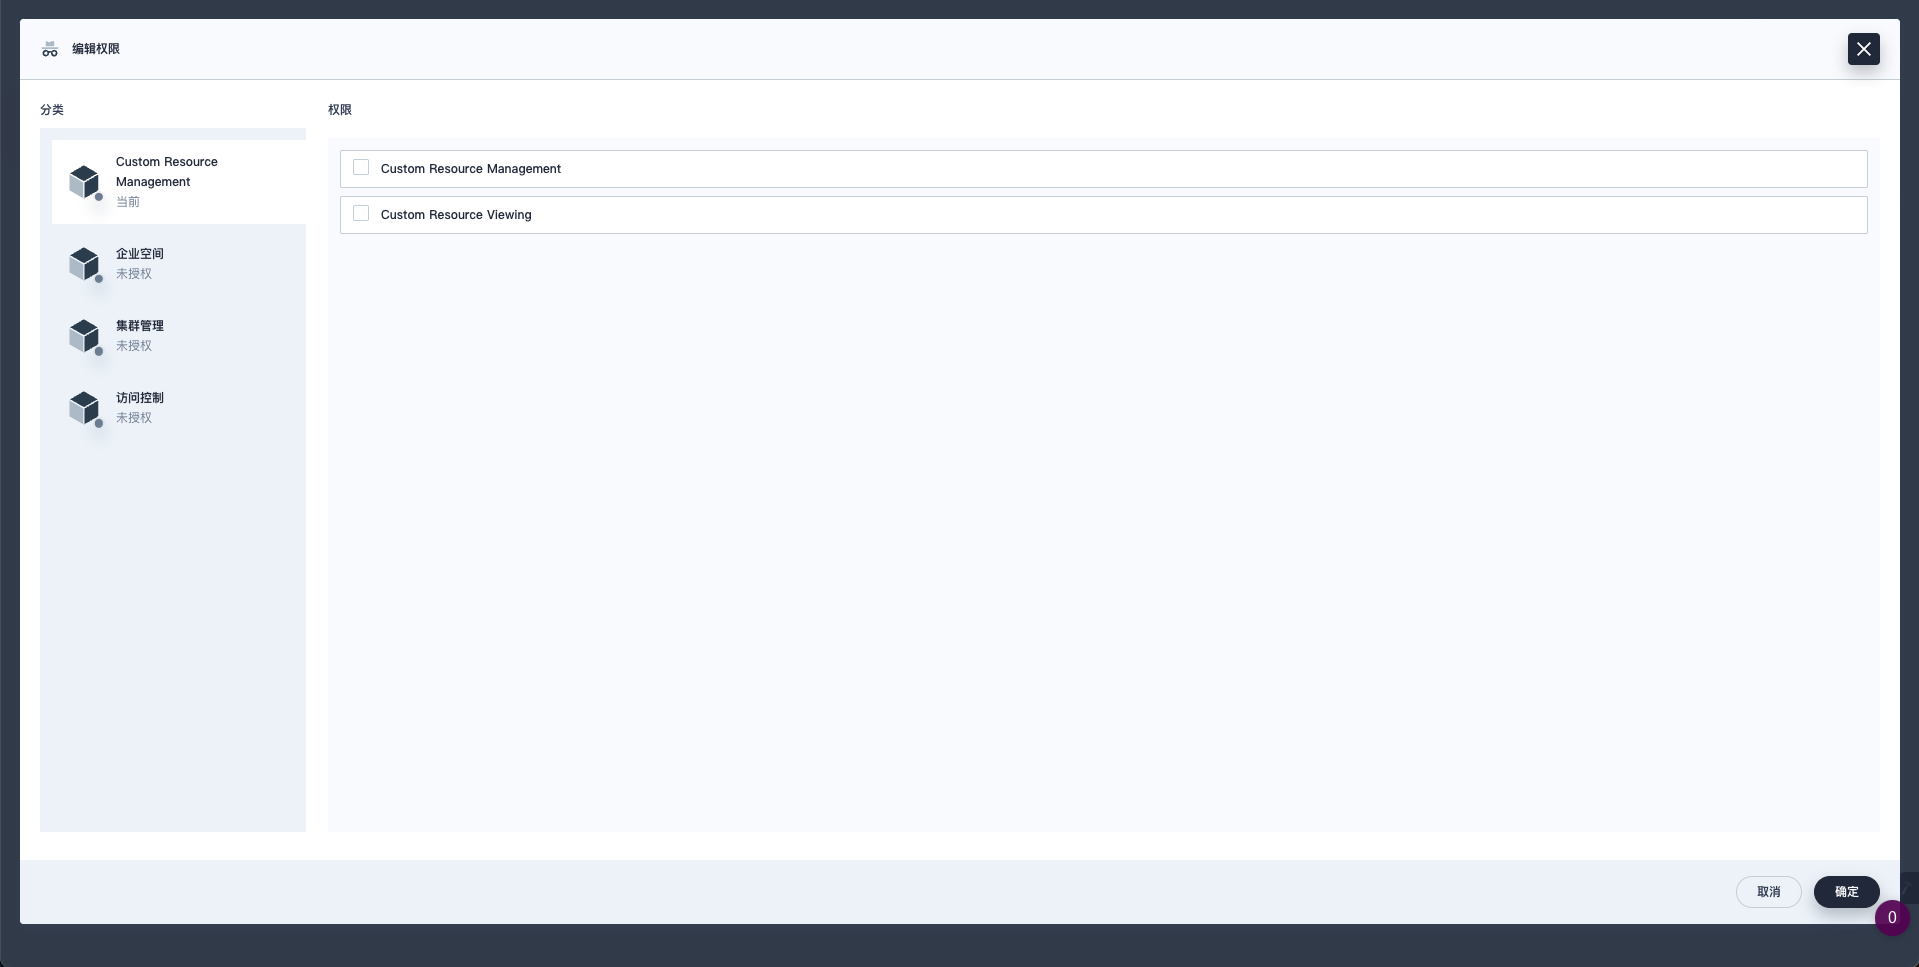 编辑权限
分类
权限
Custom Resource
Management
当前
企业空间
未授权
集群管理
未授权
访问控制
未授权
Custom Resource Management
Custom Resource Viewing
取消
确定
0